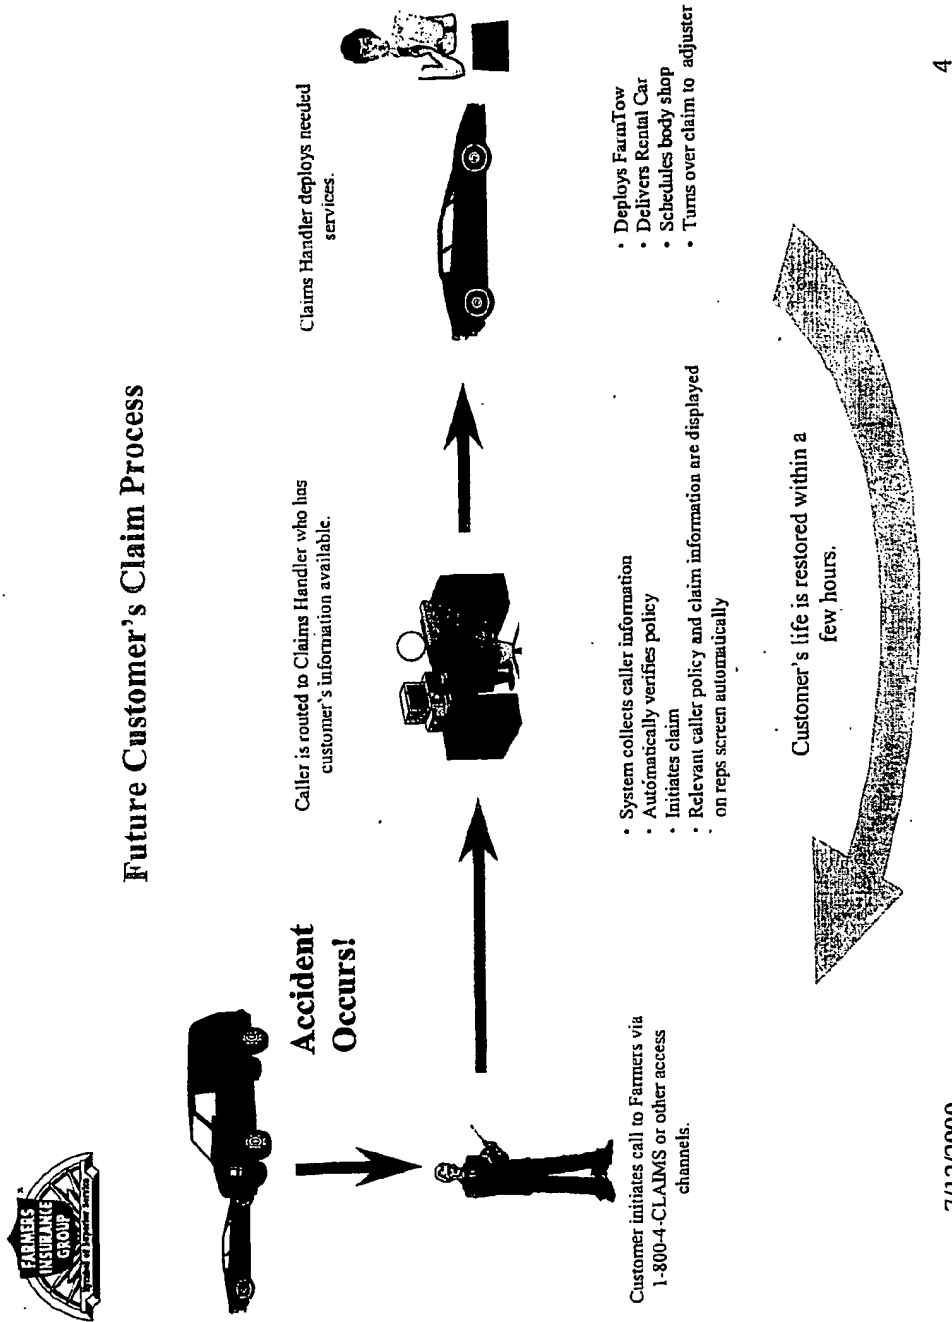 FARMERS
INSURANCE
GROUP
Symbol of Superior Service
Future Customer's Claim Process
Accident
Occurs!
Customer initiates call to Farmers via
1-800-4-CLAIMS or other access
channels.
Caller is routed to Claims Handler who has
customer's information available.
• System collects caller information
• Automatically verifies policy
• Initiates claim
• Relevant caller policy and claim information are displayed
on reps screen automatically
Claims Handler deploys needed
services.
• Deploys FarmTow
• Delivers Rental Car
• Schedules body shop
• Turns over claim to adjuster
Customer's life is restored within a
few hours.
4